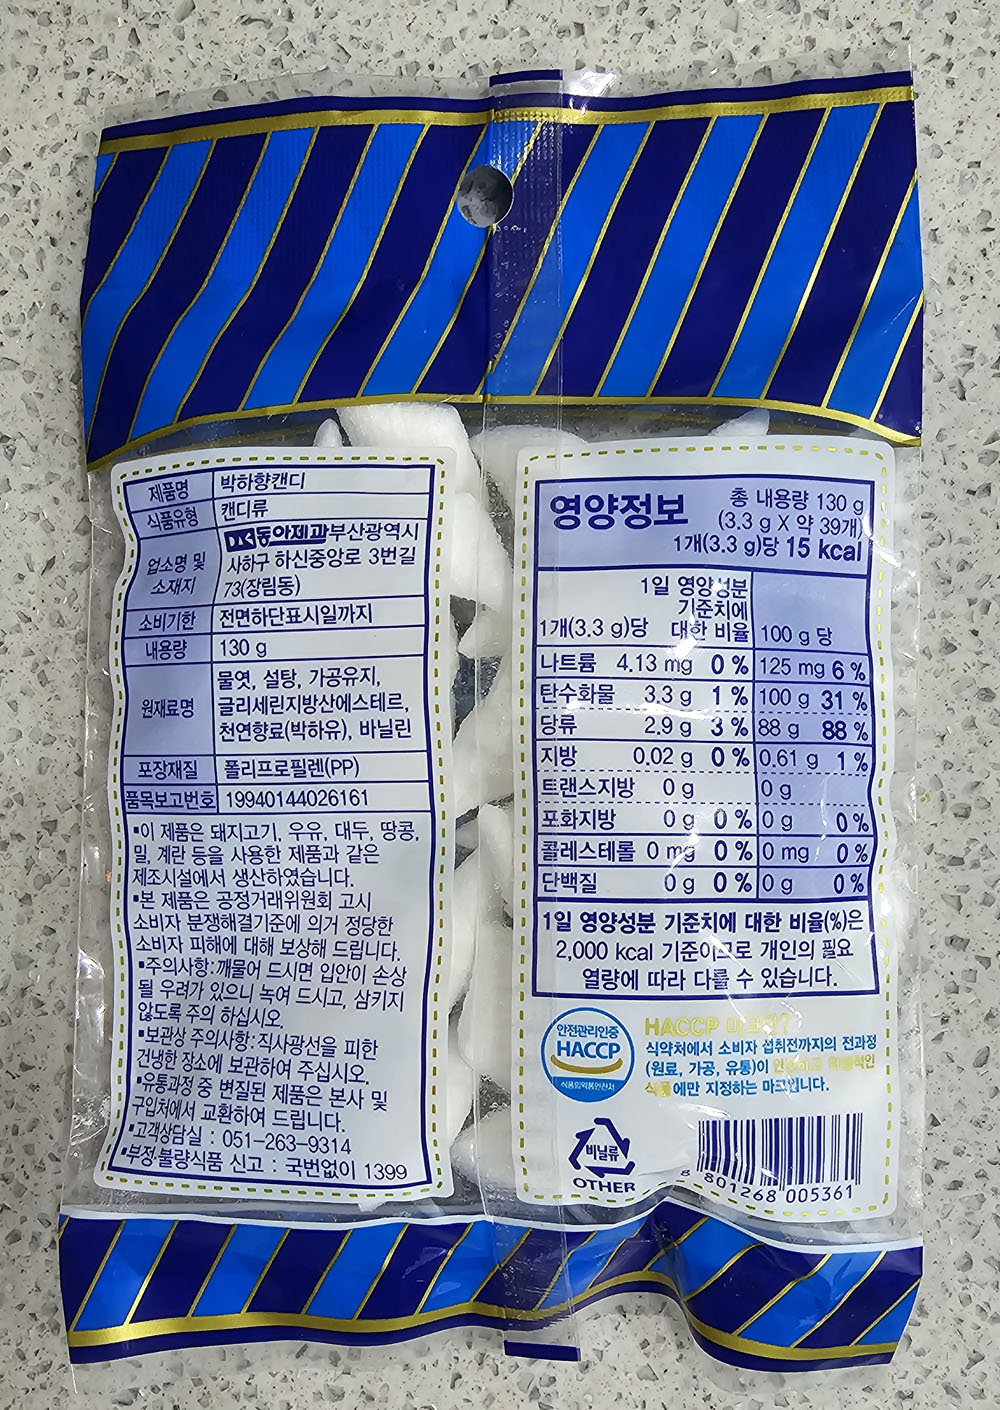 제품명 박하향캔디
식품유형 캔디류
업소명 및 소재지 DK동아제과 부산광역시
사하구 하신중앙로 3번길
73(장림동)
소비기한 전면하단표시일까지
내용량 130 g
원재료명 물엿, 설탕, 가공유지,
글리세린지방산에스테르,
천연향료(박하유), 바닐린
포장재질 폴리프로필렌(PP)
품목보고번호 19940144026161
▪이 제품은 돼지고기, 우유, 대두, 땅콩,
밀, 계란 등을 사용한 제품과 같은
제조시설에서 생산하였습니다.
▪본 제품은 공정거래위원회 고시
소비자 분쟁해결기준에 의거 정당한
소비자 피해에 대해 보상해 드립니다.
▪주의사항:깨물어 드시면 입안이 손상
될 우려가 있으니 녹여 드시고, 삼키지
않도록 주의 하십시오.
▪보관상 주의사항:직사광선을 피한
건냉한 장소에 보관하여 주십시오.
▪유통과정 중 변질된 제품은 본사 및
구입처에서 교환하여 드립니다.
▪고객상담실 : 051-263-9314
▪부정·불량식품 신고 : 국번없이 1399
영양정보
총 내용량 130 g
(3.3 g X 약 39개)
1개(3.3 g)당 15 kcal
1일 영양성분
기준치에
1개(3.3 g)당 대한 비율 100 g 당
나트륨 4.13 mg 0 % 125 mg 6 %
탄수화물 3.3 g 1 % 100 g 31 %
당류 2.9 g 3 % 88 g 88 %
지방 0.02 g 0 % 0.61 g 1 %
트랜스지방 0 g 0 g
포화지방 0 g 0 % 0 g 0 %
콜레스테롤 0 mg 0 % 0 mg 0 %
단백질 0 g 0 % 0 g 0 %
1일 영양성분 기준치에 대한 비율(%)은
2,000 kcal 기준이므로 개인의 필요
열량에 따라 다를 수 있습니다.
안전관리인증
HACCP
식품의약품안전처
HACCP
식약처에서 소비자 섭취전까지의 전과정
(원료, 가공, 유통)이
에만 지정하는 마크입니다.
비닐류
OTHER
8 801268 005361